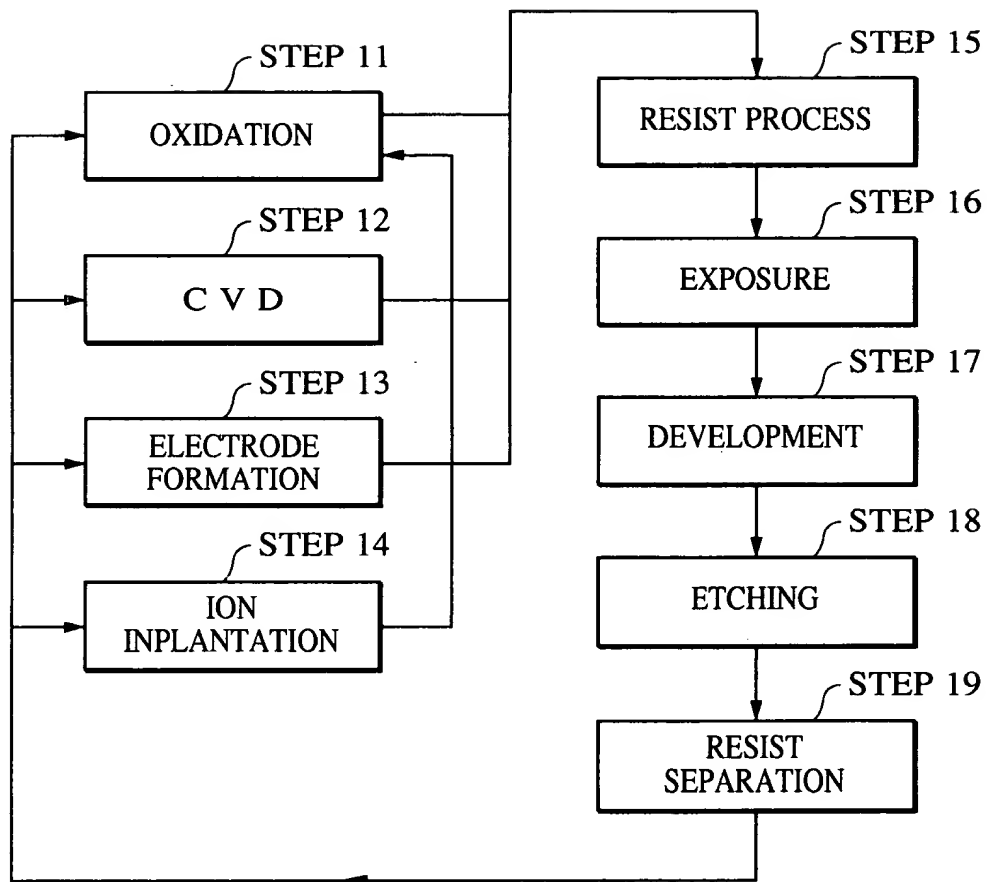 STEP 11
OXIDATION
STEP 12
C V D
STEP 13
ELECTRODE
FORMATION
STEP 14
ION
INPLANTATION
STEP 15
RESIST PROCESS
STEP 16
EXPOSURE
STEP 17
DEVELOPMENT
STEP 18
ETCHING
STEP 19
RESIST
SEPARATION